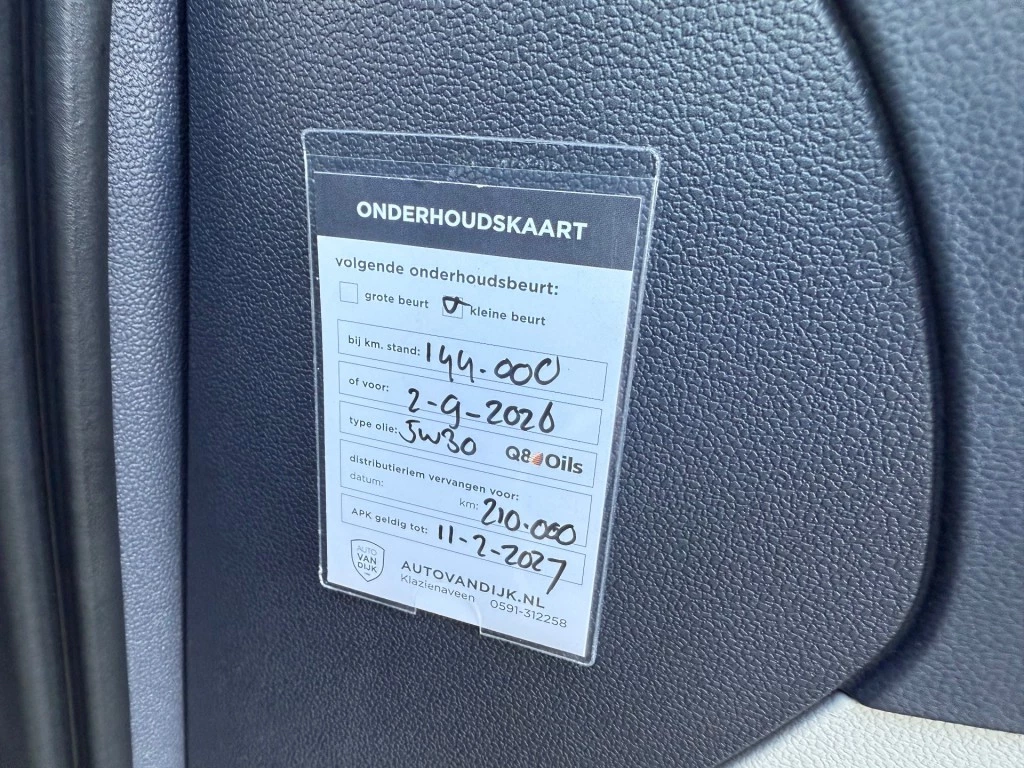 ONDERHOUDSKAART
volgende onderhoudsbeurt:
grote beurt kleine beurt
bij km. stand: 144.000
of voor: 2-9-2026
type olie: 5W30 Q8 Oils
distributieriem vervangen voor:
datum: km: 210.000
APK geldig tot: 11-2-2027
AUTO VAN DIJK
AUTOVANDIJK.NL
Klazienaveen 0591-312258